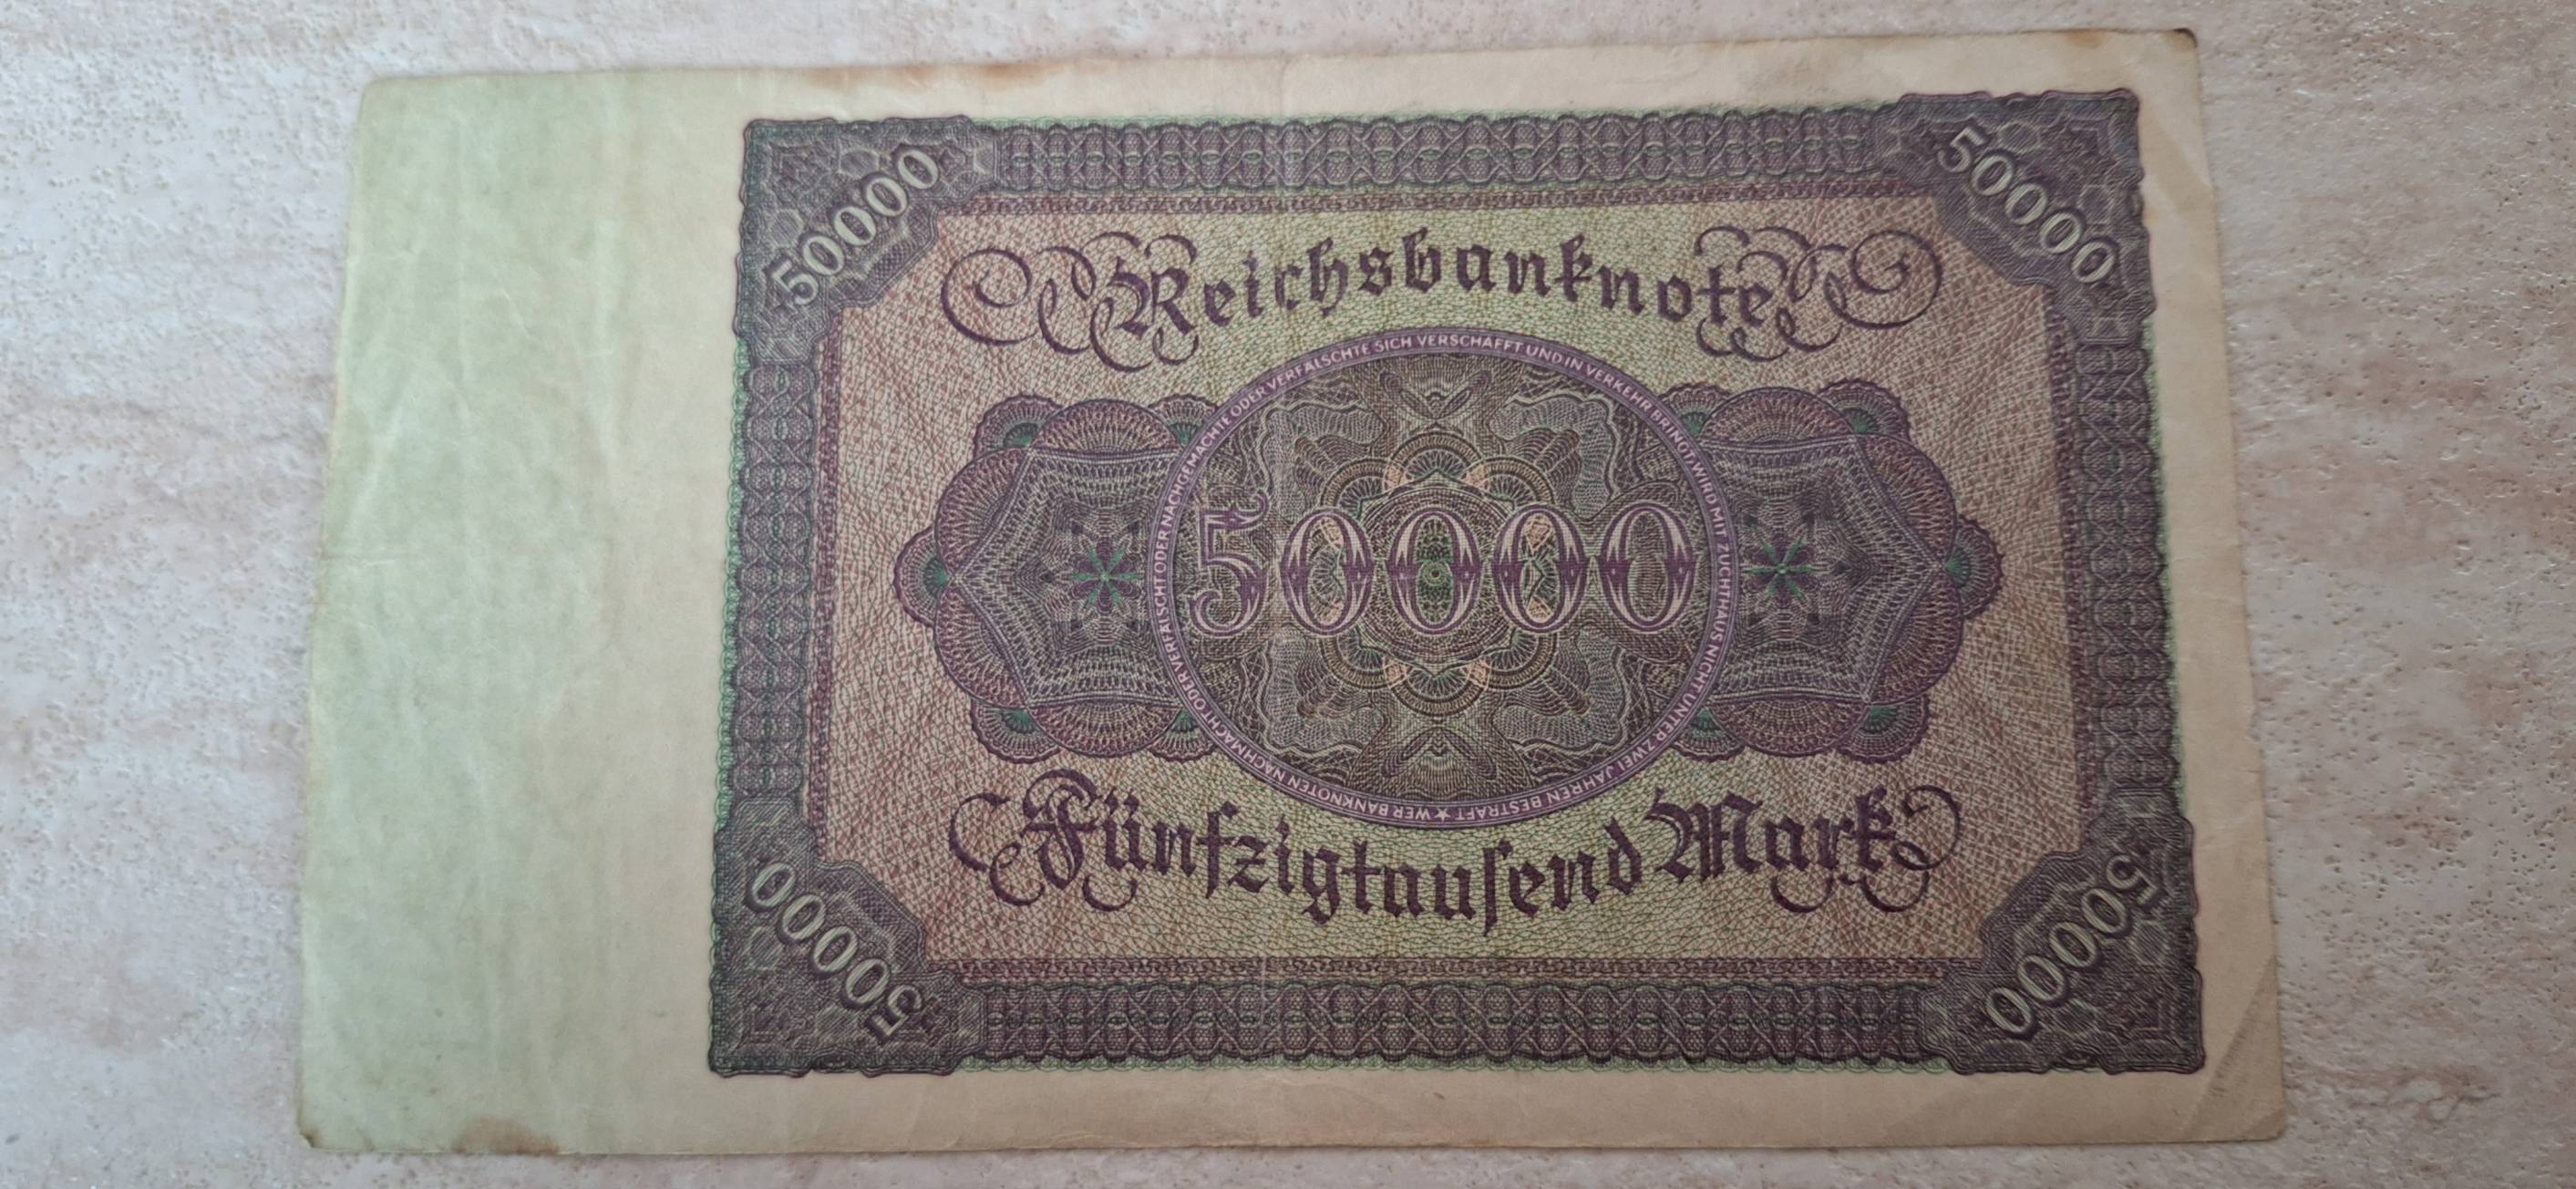 50000
50000
Reichsbanknote
★ WER BANKNOTEN NACHMACHT ODER VERFÄLSCHT ODER NACHGEMACHTE ODER VERFÄLSCHTE SICH VERSCHAFFT UND IN VERKEHR BRINGT WIRD MIT ZUCHTHAUS NICHT UNTER ZWEI JAHREN BESTRAFT
50000
Fünfzigtauſend Mark
50000
50000